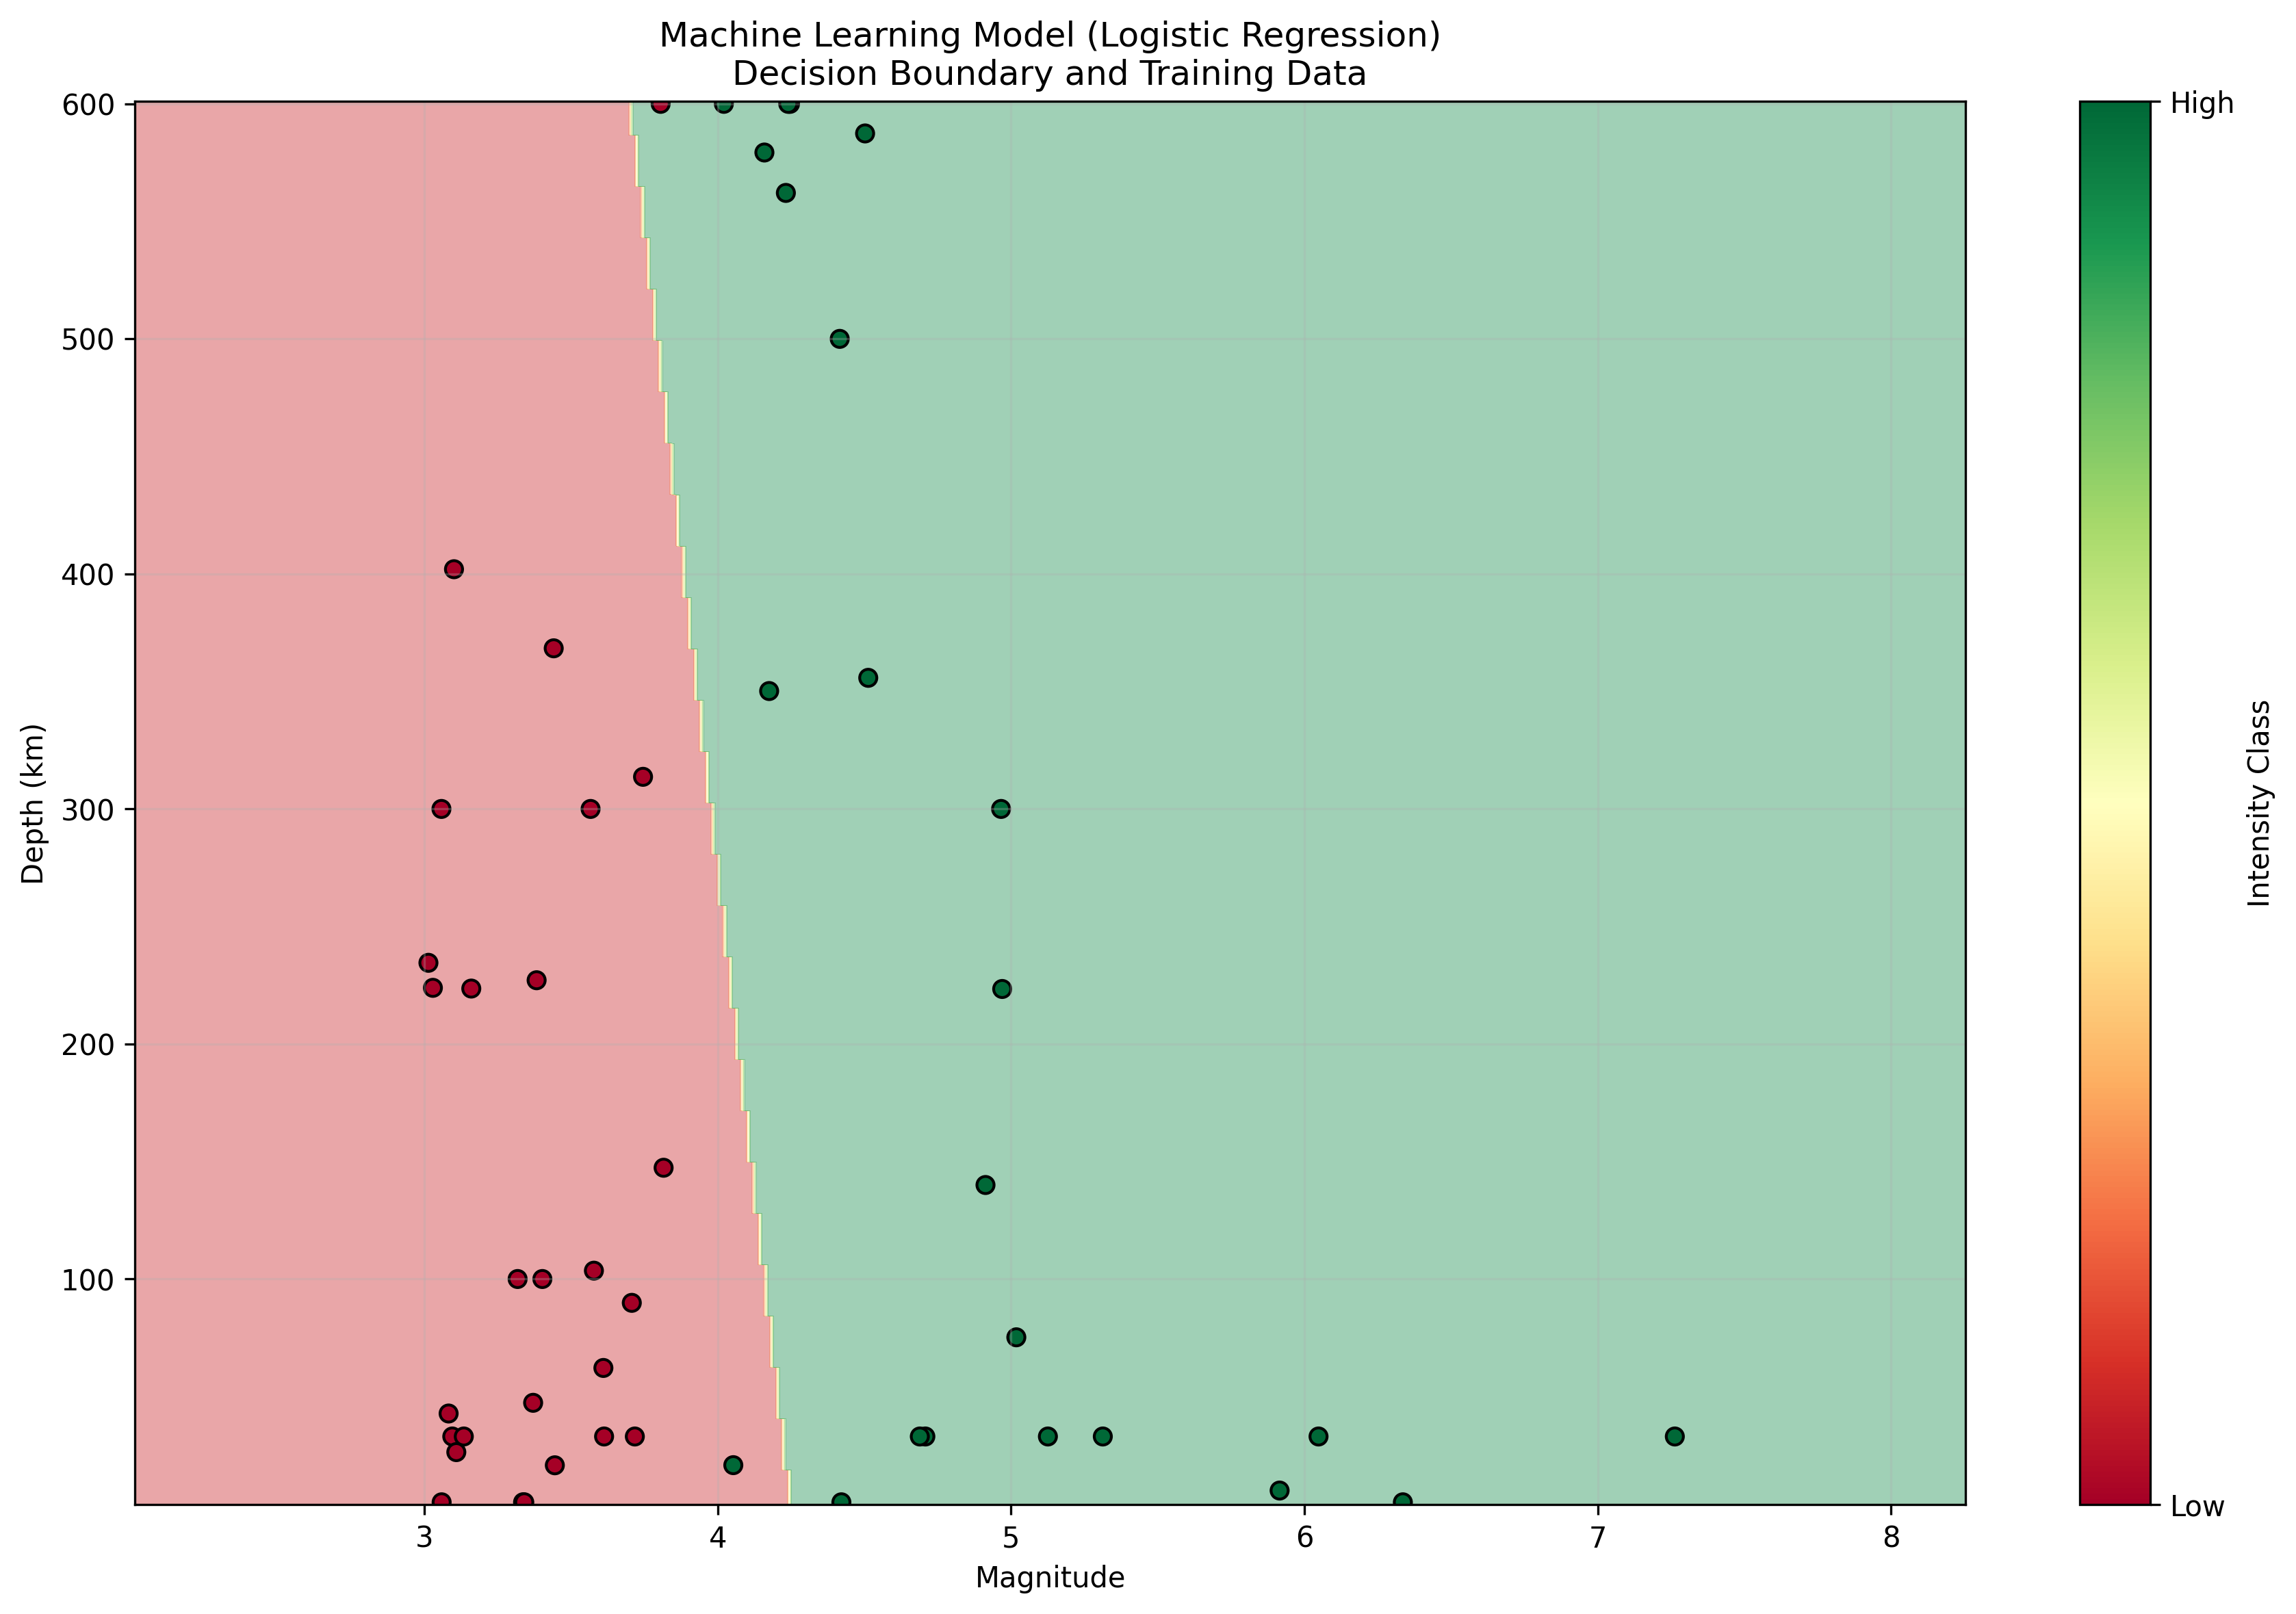 Machine Learning Model (Logistic Regression)
Decision Boundary and Training Data
600
500
400
300
200
100
Depth (km)
3 4 5 6 7 8
Magnitude
High
Low
Intensity Class